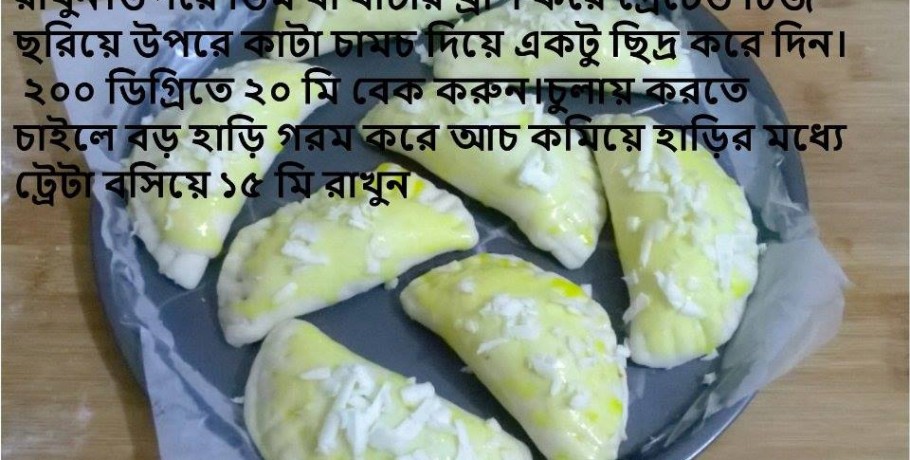 ছরিয়ে উপরে কাটা চামচ দিয়ে একটু ছিদ্র করে দিন।
২০০ ডিগ্রিতে ২০ মি বেক করুন।চুলায় করতে
চাইলে বড় হাড়ি গরম করে আচ কমিয়ে হাড়ির মধ্যে
ট্রেটা বসিয়ে ১৫ মি রাখুন